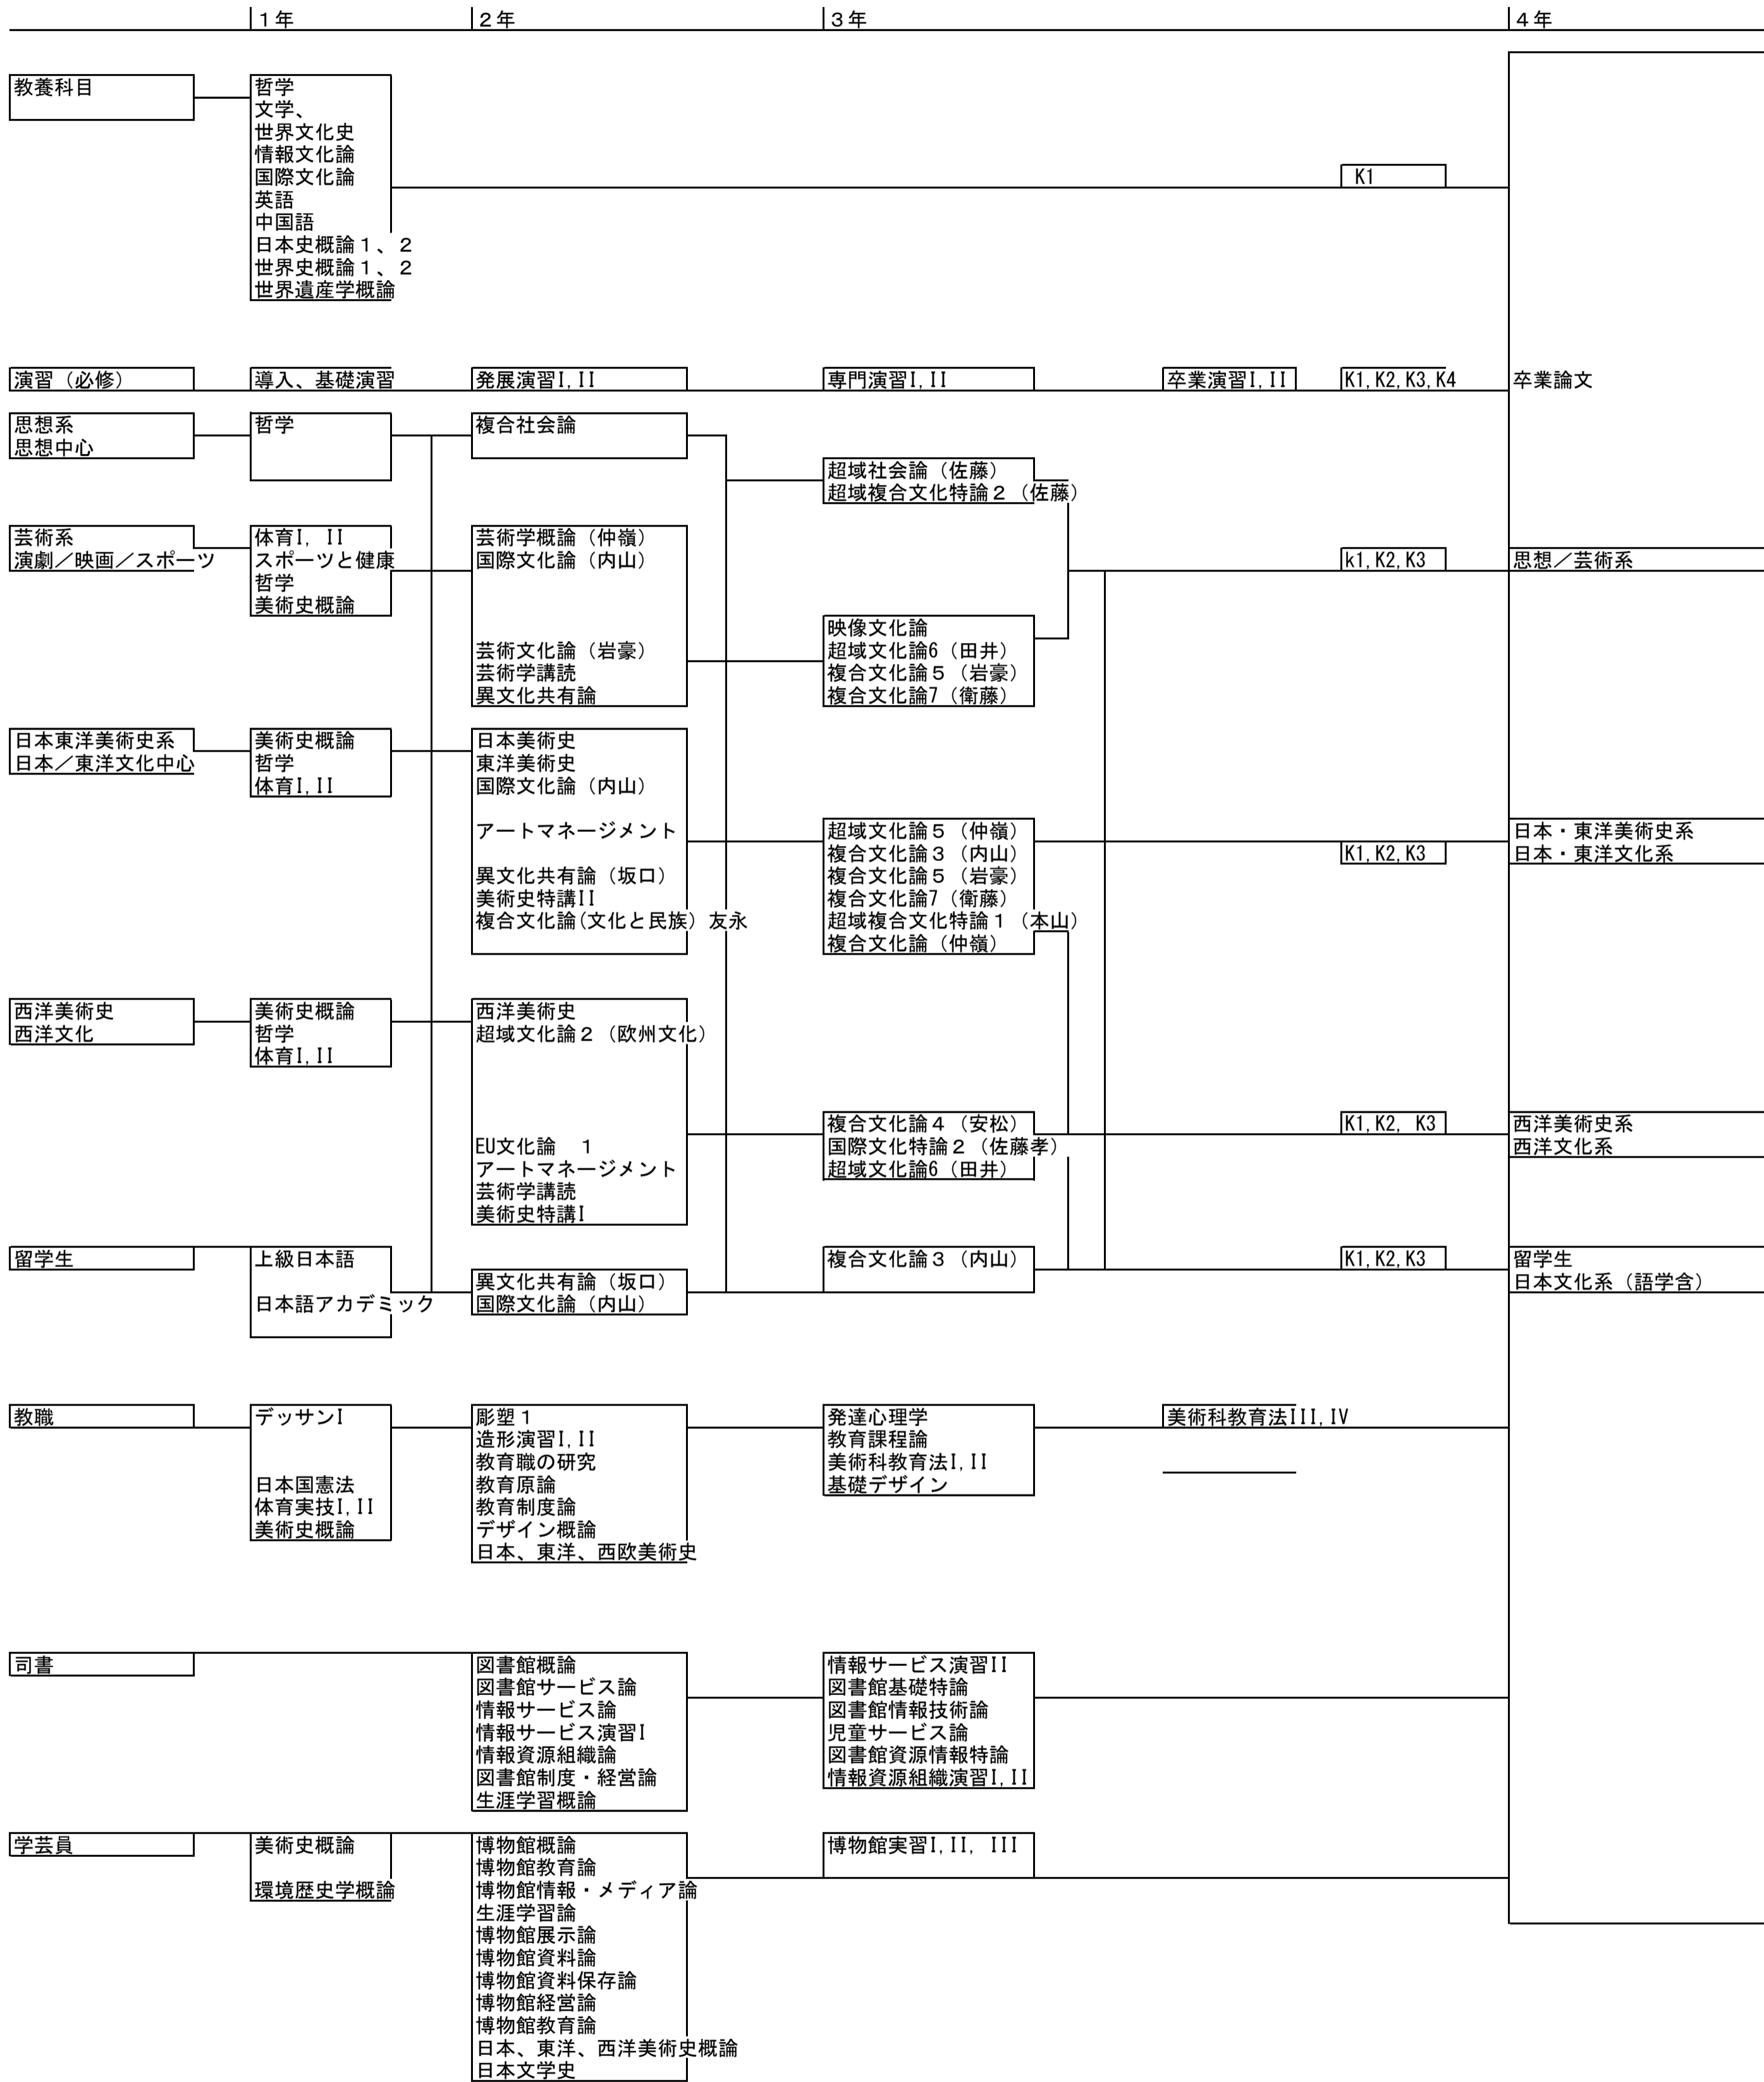 １年
２年
３年
４年
教養科目
哲学
文学、
世界文化史
情報文化論
国際文化論
英語
中国語
日本史概論１、２
世界史概論１、２
世界遺産学概論
K1
演習（必修）
導入、基礎演習
発展演習I,II
専門演習I,II
卒業演習I,II
K1,K2,K3,K4
卒業論文
思想系
思想中心
哲学
複合社会論
超域社会論（佐藤）
超域複合文化特論２（佐藤）
芸術系
演劇／映画／スポーツ
体育I, II
スポーツと健康
哲学
美術史概論
芸術学概論（仲嶺）
国際文化論（内山）
芸術文化論（岩豪）
芸術学講読
異文化共有論
映像文化論
超域文化論6（田井）
複合文化論５（岩豪）
複合文化論7（衛藤）
k1,K2,K3
思想／芸術系
日本東洋美術史系
日本／東洋文化中心
美術史概論
哲学
体育I,II
日本美術史
東洋美術史
国際文化論（内山）
アートマネージメント
異文化共有論（坂口）
美術史特講II
複合文化論(文化と民族）友永
超域文化論５（仲嶺）
複合文化論３（内山）
複合文化論５（岩豪）
複合文化論7（衛藤）
超域複合文化特論１（本山）
複合文化論（仲嶺）
K1,K2,K3
日本・東洋美術史系
日本・東洋文化系
西洋美術史
西洋文化
美術史概論
哲学
体育I,II
西洋美術史
超域文化論２（欧州文化）
EU文化論　１
アートマネージメント
芸術学講読
美術史特講I
複合文化論４（安松）
国際文化特論２（佐藤孝）
超域文化論6（田井）
K1,K2, K3
西洋美術史系
西洋文化系
留学生
上級日本語
日本語アカデミック
異文化共有論（坂口）
国際文化論（内山）
複合文化論３（内山）
K1,K2,K3
留学生
日本文化系（語学含）
教職
デッサンI
日本国憲法
体育実技I,II
美術史概論
彫塑１
造形演習I,II
教育職の研究
教育原論
教育制度論
デザイン概論
日本、東洋、西欧美術史
発達心理学
教育課程論
美術科教育法I,II
基礎デザイン
美術科教育法III,IV
司書
図書館概論
図書館サービス論
情報サービス論
情報サービス演習I
情報資源組織論
図書館制度・経営論
生涯学習概論
情報サービス演習II
図書館基礎特論
図書館情報技術論
児童サービス論
図書館資源情報特論
情報資源組織演習I,II
学芸員
美術史概論
環境歴史学概論
博物館概論
博物館教育論
博物館情報・メディア論
生涯学習論
博物館展示論
博物館資料論
博物館資料保存論
博物館経営論
博物館教育論
日本、東洋、西洋美術史概論
日本文学史
博物館実習I,II, III